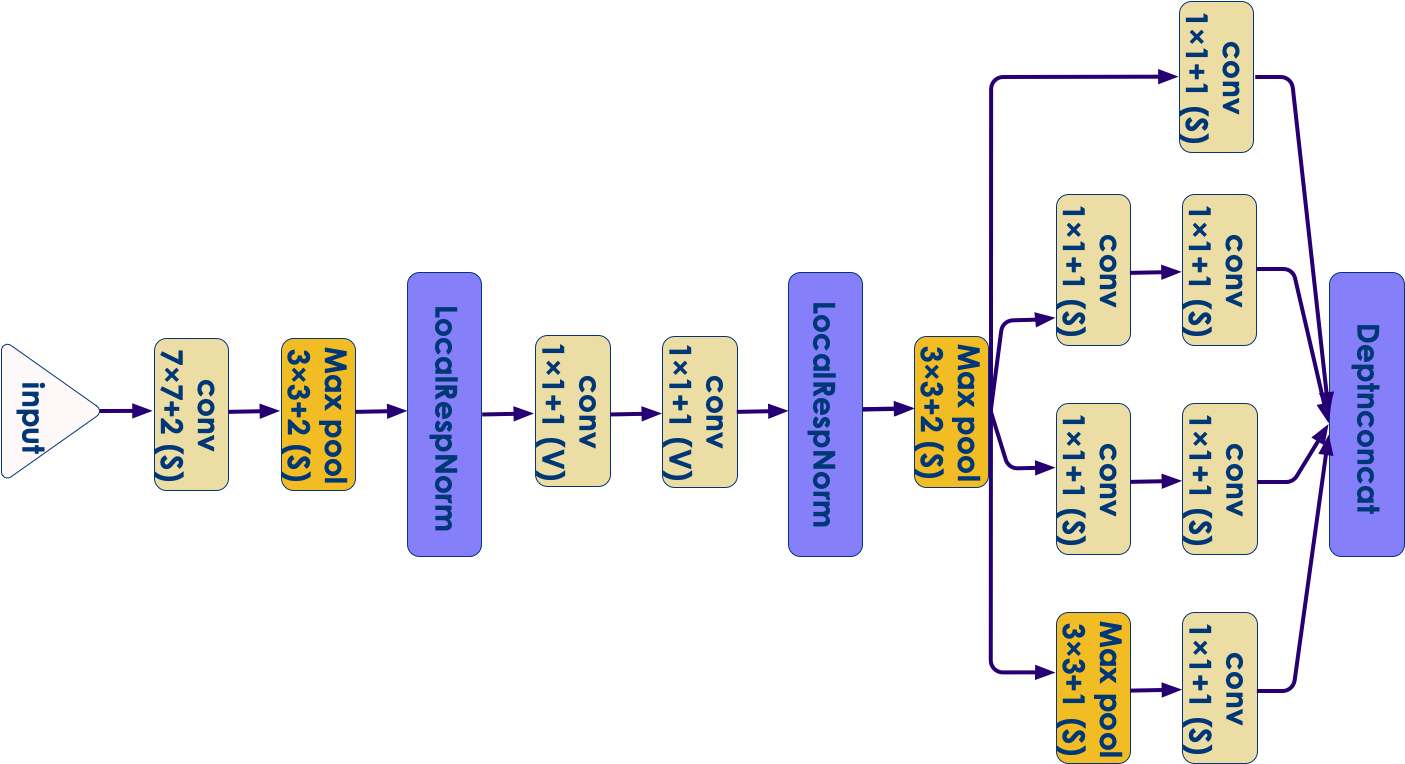 input
conv
7×7+2 (S)
Max pool
3×3+2 (S)
LocalRespNorm
conv
1×1+1 (V)
conv
1×1+1 (V)
LocalRespNorm
Max pool
3×3+2 (S)
conv
1×1+1 (S)
conv
1×1+1 (S)
conv
1×1+1 (S)
conv
1×1+1 (S)
conv
1×1+1 (S)
Max pool
3×3+1 (S)
conv
1×1+1 (S)
Deptnconcat